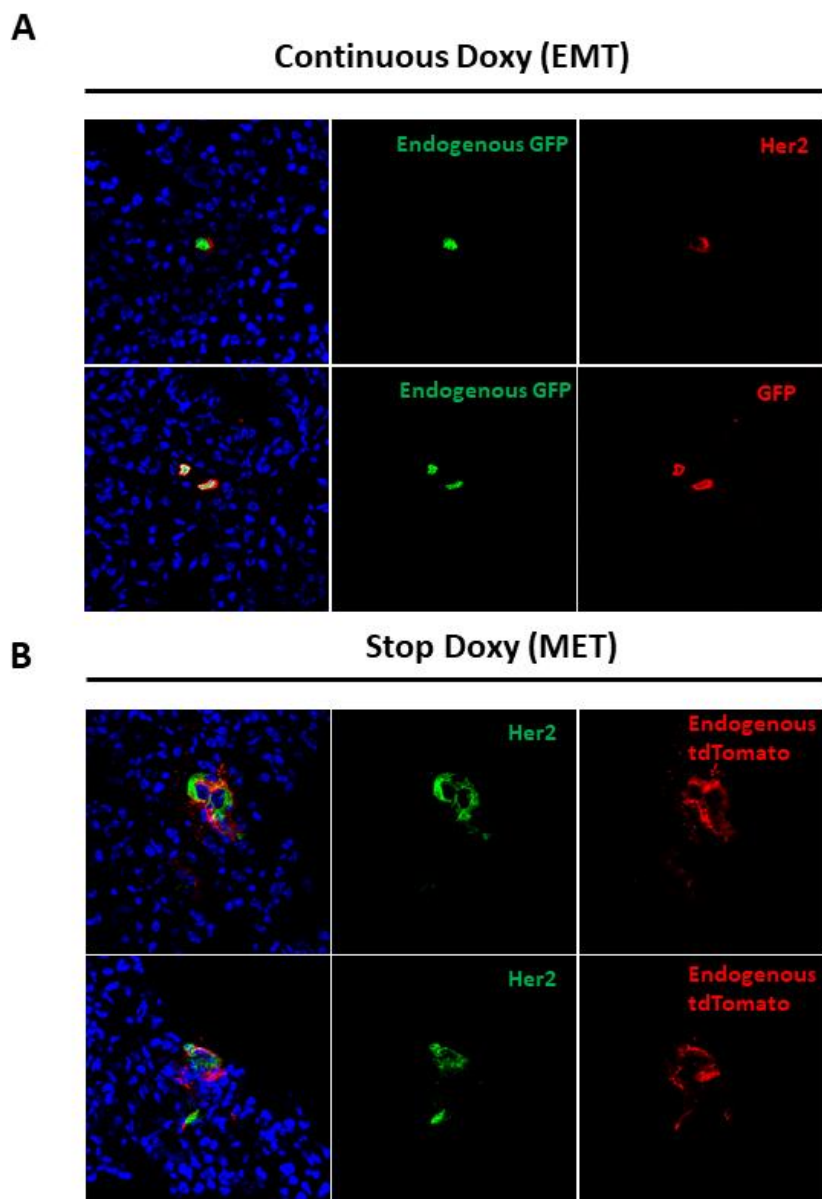 A
Continuous Doxy (EMT)
Endogenous GFP
Her2
Endogenous GFP
GFP
B
Stop Doxy (MET)
Her2
Endogenous
tdTomato
Her2
Endogenous
tdTomato